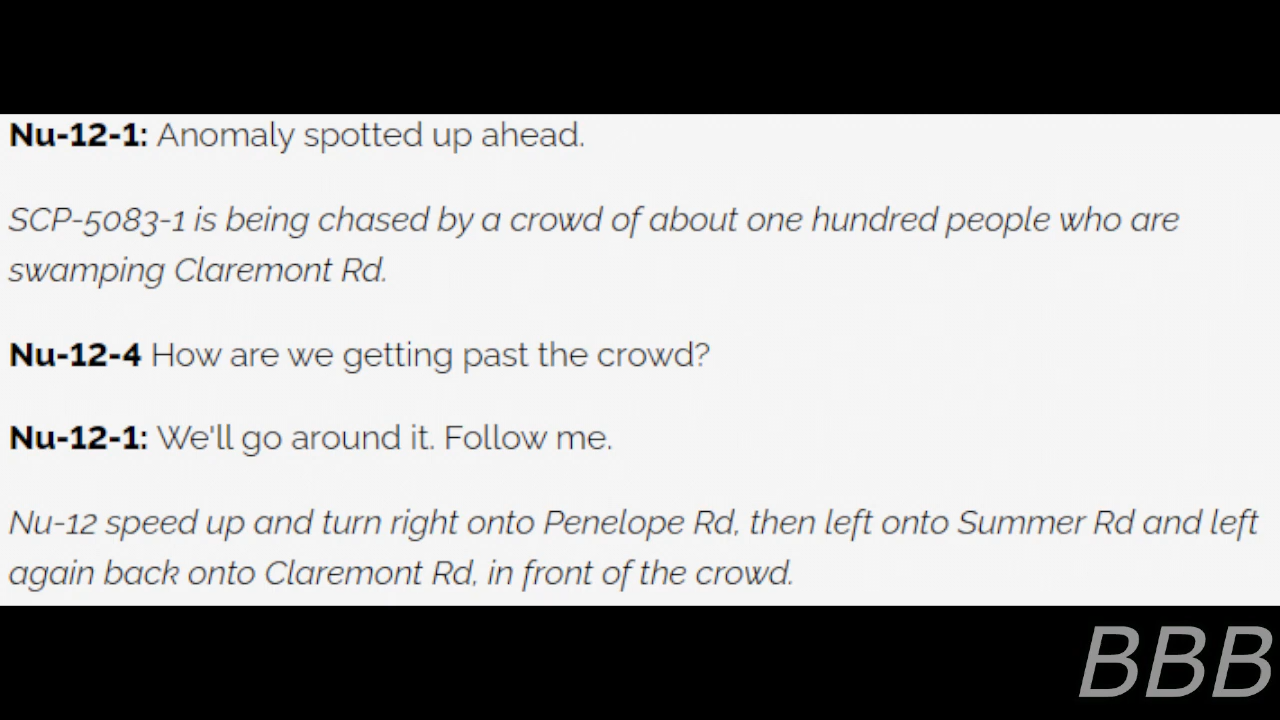 Nu-12-1: Anomaly spotted up ahead.
SCP-5083-1 is being chased by a crowd of about one hundred people who are
swamping Claremont Rd.
Nu-12-4 How are we getting past the crowd?
Nu-12-1: We'll go around it. Follow me.
Nu-12 speed up and turn right onto Penelope Rd, then left onto Summer Rd and left
again back onto Claremont Rd, in front of the crowd.
BBB